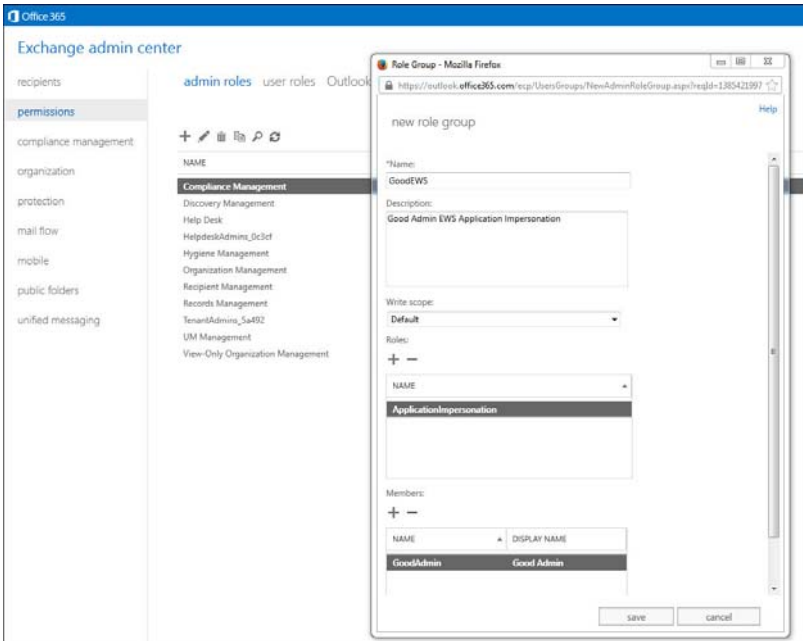 Office 365
Exchange admin center
recipients
permissions
compliance management
organization
protection
mail flow
mobile
public folders
unified messaging
admin roles user roles Outlook
NAME
Compliance Management
Discovery Management
Help Desk
HelpdeskAdmins_0c3cf
Hygiene Management
Organization Management
Recipient Management
Records Management
TenantAdmins_5a492
UM Management
View-Only Organization Management
Role Group - Mozilla Firefox
https://outlook.office365.com/ecp/UsersGroups/NewAdminRoleGroup.aspx?reqId=1385421997
Help
new role group
*Name:
GoodEWS
Description:
Good Admin EWS Application Impersonation
Write scope:
Default
Roles:
NAME
ApplicationImpersonation
Members:
NAME DISPLAY NAME
GoodAdmin Good Admin
save cancel